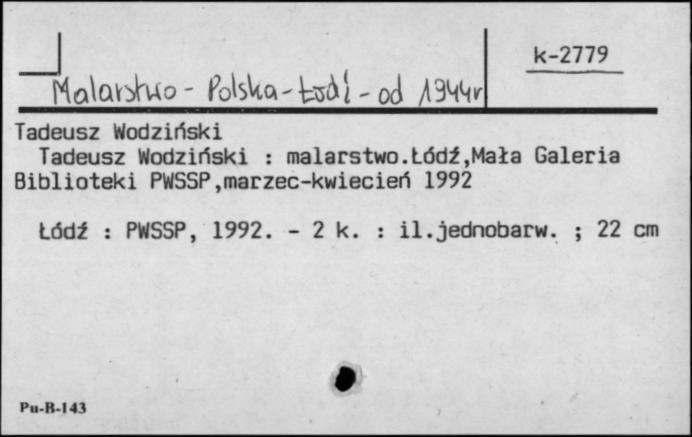 k-2779
Malarstwo - Polska - Łódź - od 1944r
Tadeusz Wodziński
Tadeusz Wodziński : malarstwo.Łódź,Mała Galeria
Biblioteki PWSSP,marzec-kwiecień 1992
Łódź : PWSSP, 1992. - 2 k. : il.jednobarw. ; 22 cm
Pu-B-143